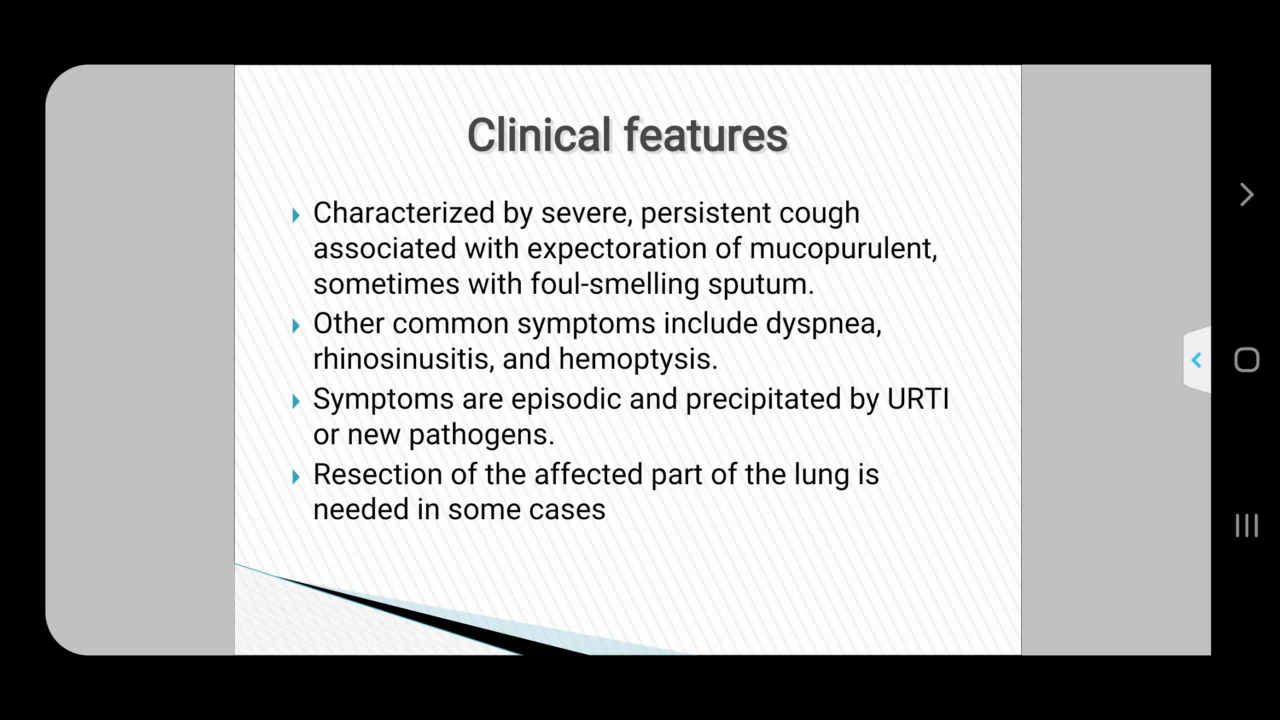 Clinical features
Characterized by severe, persistent cough
associated with expectoration of mucopurulent,
sometimes with foul-smelling sputum.
Other common symptoms include dyspnea,
rhinosinusitis, and hemoptysis.
Symptoms are episodic and precipitated by URTI
or new pathogens.
Resection of the affected part of the lung is
needed in some cases